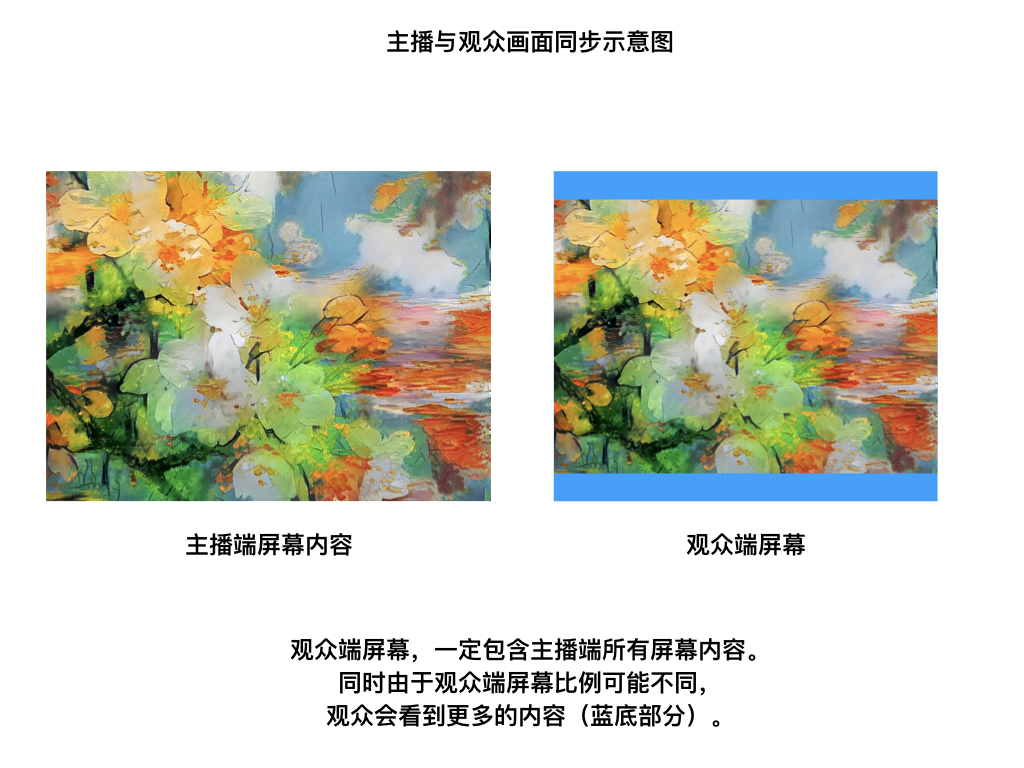 主播与观众画面同步示意图
主播端屏幕内容
观众端屏幕
观众端屏幕，一定包含主播端所有屏幕内容。
同时由于观众端屏幕比例可能不同，
观众会看到更多的内容（蓝底部分）。